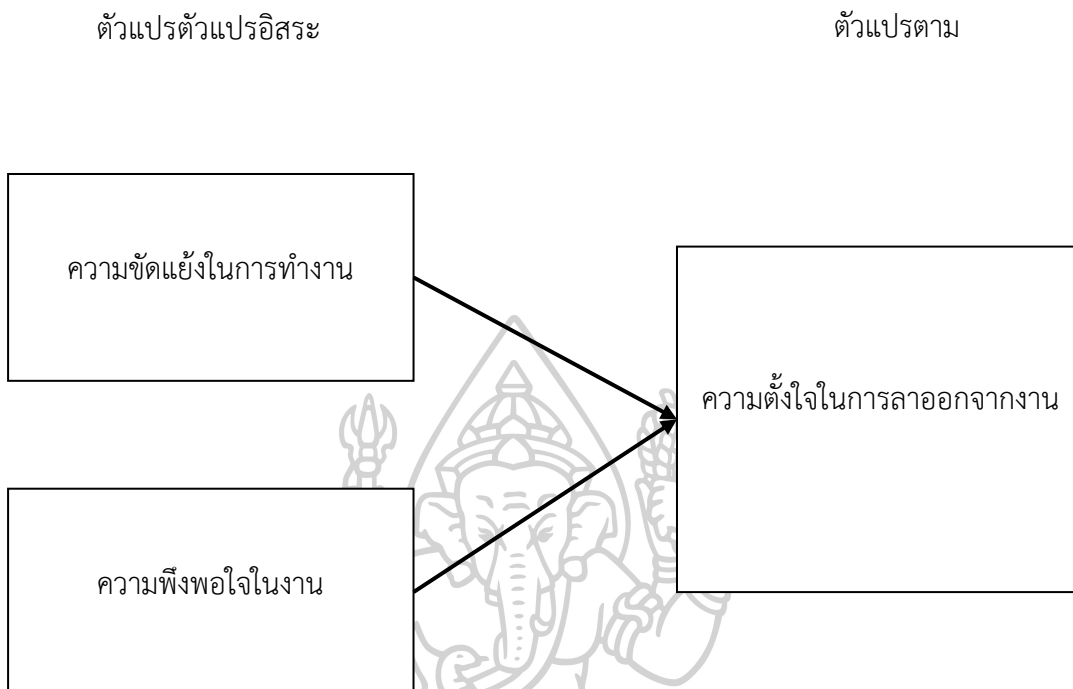 ตัวแปรตัวแปรอิสระ
ตัวแปรตาม
ความขัดแย้งในการทำงาน
ความตั้งใจในการลาออกจากงาน
ความพึงพอใจในงาน